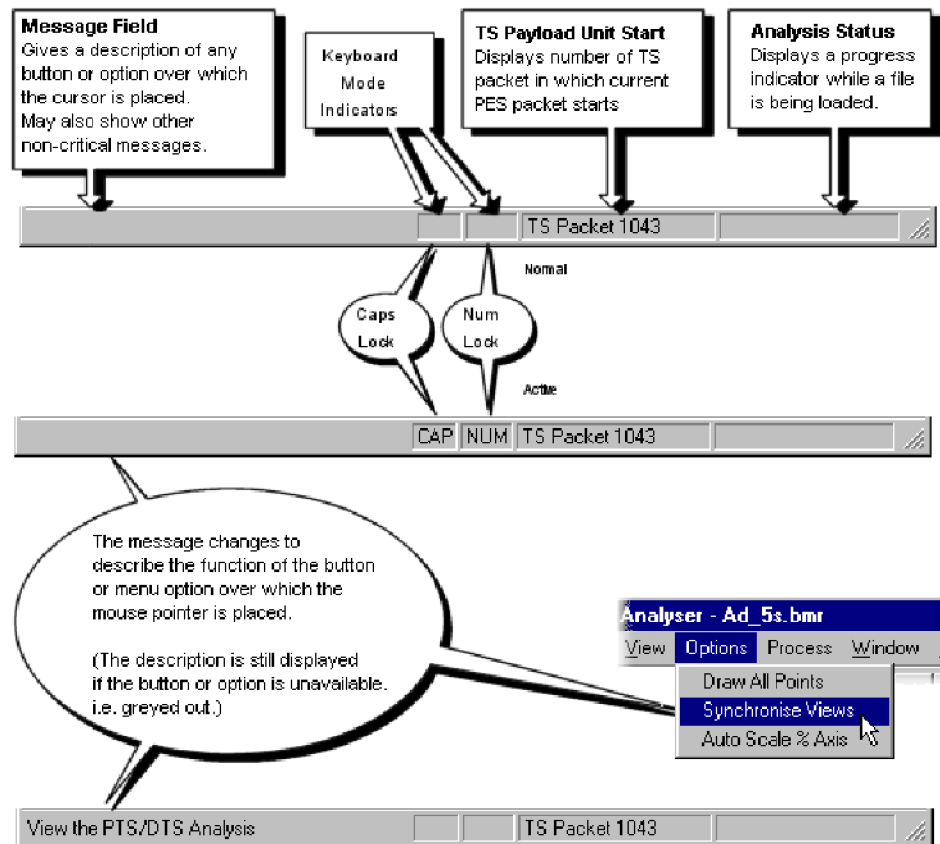 Message Field
Gives a description of any
button or option over which
the cursor is placed.
May also show other
non-critical messages.
Keyboard
Mode
Indicators
TS Payload Unit Start
Displays number of TS
packet in which current
PES packet starts
Analysis Status
Displays a progress
indicator while a file
is being loaded.
TS Packet 1043
Normal
Caps
Lock
Num
Lock
Active
CAP NUM TS Packet 1043
The message changes to
describe the function of the button
or menu option over which the
mouse pointer is placed.
(The description is still displayed
if the button or option is unavailable.
i.e. greyed out.)
Analyser - Ad_5s.bmr
View Options Process Window
Draw All Points
Synchronise Views
Auto Scale % Axis
View the PTS/DTS Analysis TS Packet 1043